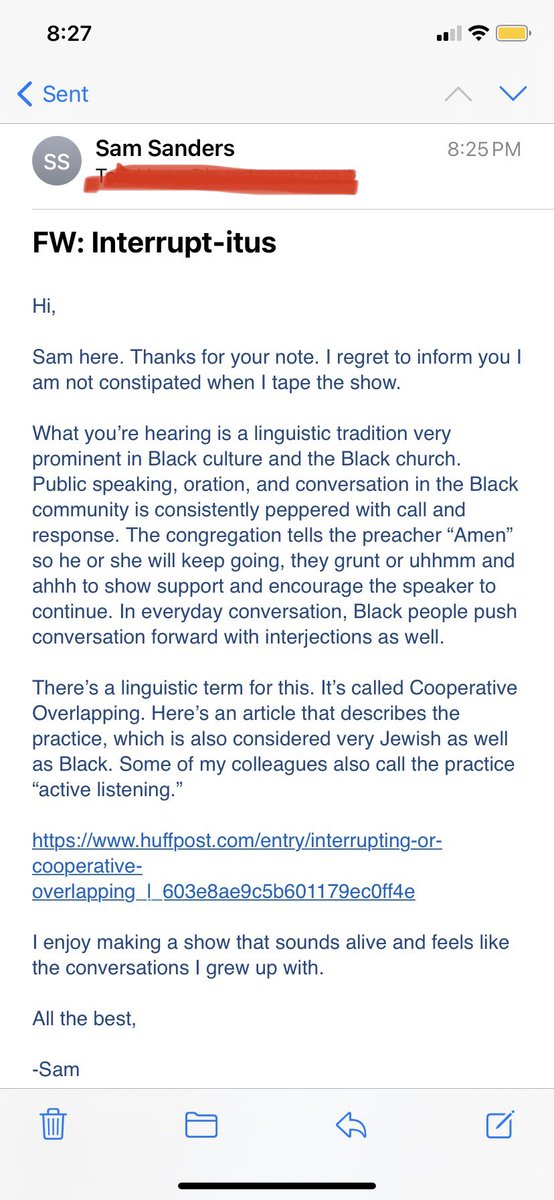 8:27
Sent
SS
Sam Sanders
8:25 PM
FW: Interrupt-itus
Hi,
Sam here. Thanks for your note. I regret to inform you I
am not constipated when I tape the show.
What you’re hearing is a linguistic tradition very
prominent in Black culture and the Black church.
Public speaking, oration, and conversation in the Black
community is consistently peppered with call and
response. The congregation tells the preacher “Amen”
so he or she will keep going, they grunt or uhhmm and
ahhh to show support and encourage the speaker to
continue. In everyday conversation, Black people push
conversation forward with interjections as well.
There’s a linguistic term for this. It’s called Cooperative
Overlapping. Here’s an article that describes the
practice, which is also considered very Jewish as well
as Black. Some of my colleagues also call the practice
“active listening.”
https://www.huffpost.com/entry/interrupting-or-
cooperative-
overlapping_l_603e8ae9c5b601179ec0ff4e
I enjoy making a show that sounds alive and feels like
the conversations I grew up with.
All the best,
-Sam